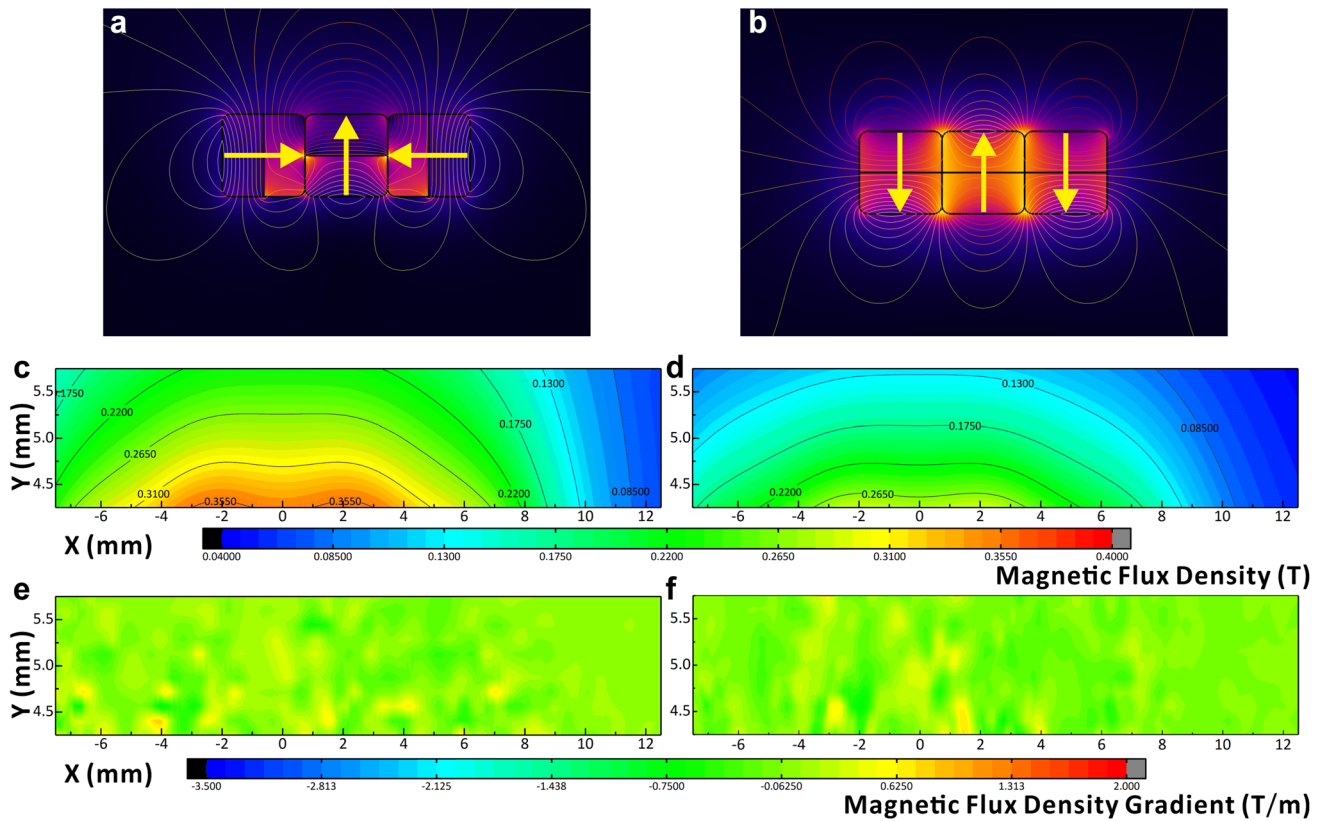 a
b
c
d
5.5
5.0
4.5
Y (mm)
0.1750
0.2200
0.2650
0.3100
0.3550
0.3550
0.2200
0.1300
0.1750
0.08500
5.5
5.0
4.5
0.1300
0.1750
0.2200
0.2650
0.08500
-6 -4 -2 0 2 4 6 8 10 12
-6 -4 -2 0 2 4 6 8 10 12
X (mm)
0.04000 0.08500 0.1300 0.1750 0.2200 0.2650 0.3100 0.3550 0.4000
Magnetic Flux Density (T)
e
f
5.5
5.0
4.5
Y (mm)
5.5
5.0
4.5
-6 -4 -2 0 2 4 6 8 10 12
-6 -4 -2 0 2 4 6 8 10 12
X (mm)
-3.500 -2.813 -2.125 -1.438 -0.7500 -0.06250 0.6250 1.313 2.000
Magnetic Flux Density Gradient (T/m)